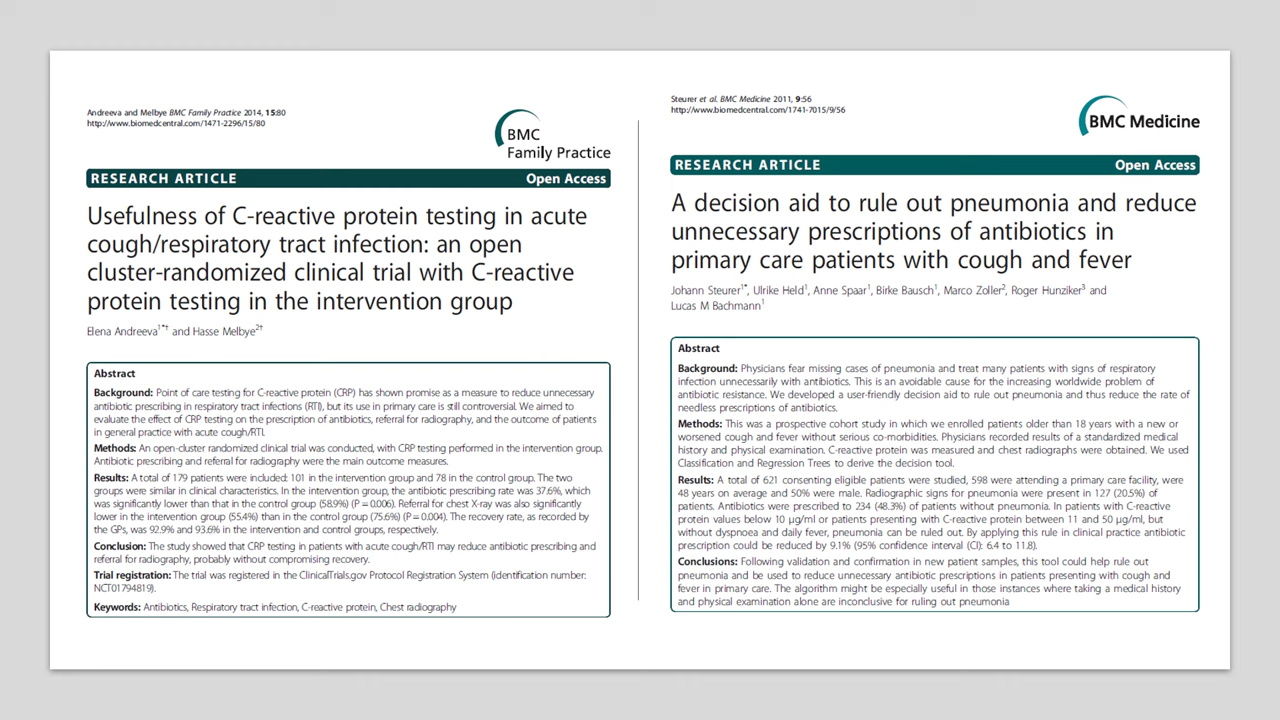 Andreeva and Melbye BMC Family Practice 2014, 15:80
http://www.biomedcentral.com/1471-2296/15/80
BMC
Family Practice
RESEARCH ARTICLE Open Access
Usefulness of C-reactive protein testing in acute
cough/respiratory tract infection: an open
cluster-randomized clinical trial with C-reactive
protein testing in the intervention group
Elena Andreeva1*† and Hasse Melbye2†
Abstract
Background: Point of care testing for C-reactive protein (CRP) has shown promise as a measure to reduce unnecessary
antibiotic prescribing in respiratory tract infections (RTI), but its use in primary care is still controversial. We aimed to
evaluate the effect of CRP testing on the prescription of antibiotics, referral for radiography, and the outcome of patients
in general practice with acute cough/RTI.
Methods: An open-cluster randomized clinical trial was conducted, with CRP testing performed in the intervention group.
Antibiotic prescribing and referral for radiography were the main outcome measures.
Results: A total of 179 patients were included: 101 in the intervention group and 78 in the control group. The two
groups were similar in clinical characteristics. In the intervention group, the antibiotic prescribing rate was 37.6%, which
was significantly lower than that in the control group (58.9%) (P = 0.006). Referral for chest X-ray was also significantly
lower in the intervention group (55.4%) than in the control group (75.6%) (P = 0.004). The recovery rate, as recorded by
the GPs, was 92.9% and 93.6% in the intervention and control groups, respectively.
Conclusion: The study showed that CRP testing in patients with acute cough/RTI may reduce antibiotic prescribing and
referral for radiography, probably without compromising recovery.
Trial registration: The trial was registered in the ClinicalTrials.gov Protocol Registration System (identification number:
NCT01794819).
Keywords: Antibiotics, Respiratory tract infection, C-reactive protein, Chest radiography
Steurer et al. BMC Medicine 2011, 9:56
http://www.biomedcentral.com/1741-7015/9/56
BMC Medicine
RESEARCH ARTICLE Open Access
A decision aid to rule out pneumonia and reduce
unnecessary prescriptions of antibiotics in
primary care patients with cough and fever
Johann Steurer1*, Ulrike Held1, Anne Spaar1, Birke Bausch1, Marco Zoller2, Roger Hunziker3 and
Lucas M Bachmann1
Abstract
Background: Physicians fear missing cases of pneumonia and treat many patients with signs of respiratory
infection unnecessarily with antibiotics. This is an avoidable cause for the increasing worldwide problem of
antibiotic resistance. We developed a user-friendly decision aid to rule out pneumonia and thus reduce the rate of
needless prescriptions of antibiotics.
Methods: This was a prospective cohort study in which we enrolled patients older than 18 years with a new or
worsened cough and fever without serious co-morbidities. Physicians recorded results of a standardized medical
history and physical examination. C-reactive protein was measured and chest radiographs were obtained. We used
Classification and Regression Trees to derive the decision tool.
Results: A total of 621 consenting eligible patients were studied, 598 were attending a primary care facility, were
48 years on average and 50% were male. Radiographic signs for pneumonia were present in 127 (20.5%) of
patients. Antibiotics were prescribed to 234 (48.3%) of patients without pneumonia. In patients with C-reactive
protein values below 10 μg/ml or patients presenting with C-reactive protein between 11 and 50 μg/ml, but
without dyspnoea and daily fever, pneumonia can be ruled out. By applying this rule in clinical practice antibiotic
prescription could be reduced by 9.1% (95% confidence interval (CI): 6.4 to 11.8).
Conclusions: Following validation and confirmation in new patient samples, this tool could help rule out
pneumonia and be used to reduce unnecessary antibiotic prescriptions in patients presenting with cough and
fever in primary care. The algorithm might be especially useful in those instances where taking a medical history
and physical examination alone are inconclusive for ruling out pneumonia